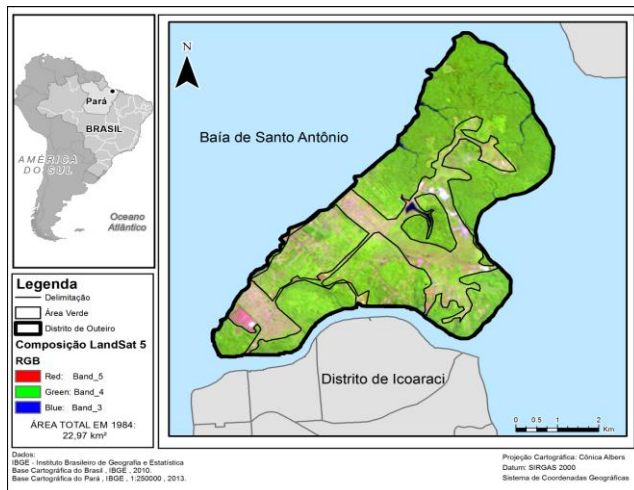 Pará
BRASIL
AMÉRICA
DO SUL
Oceano
Atlântico
Legenda
Delimitação
Área Verde
Distrito de Outeiro
Composição LandSat 5
RGB
Red: Band_5
Green: Band_4
Blue: Band_3
ÁREA TOTAL EM 1984:
22,97 km²
N
Baía de Santo Antônio
Distrito de Icoaraci
0 0.5 1 2
Km
Dados:
IBGE - Instituto Brasileiro de Geografia e Estatística
Base Cartográfica do Brasil , IBGE , 2010.
Base Cartográfica do Pará , IBGE , 1:250000 , 2013.
Projeção Cartográfica: Cônica Albers
Datum: SIRGAS 2000
Sistema de Coordenadas Geográficas